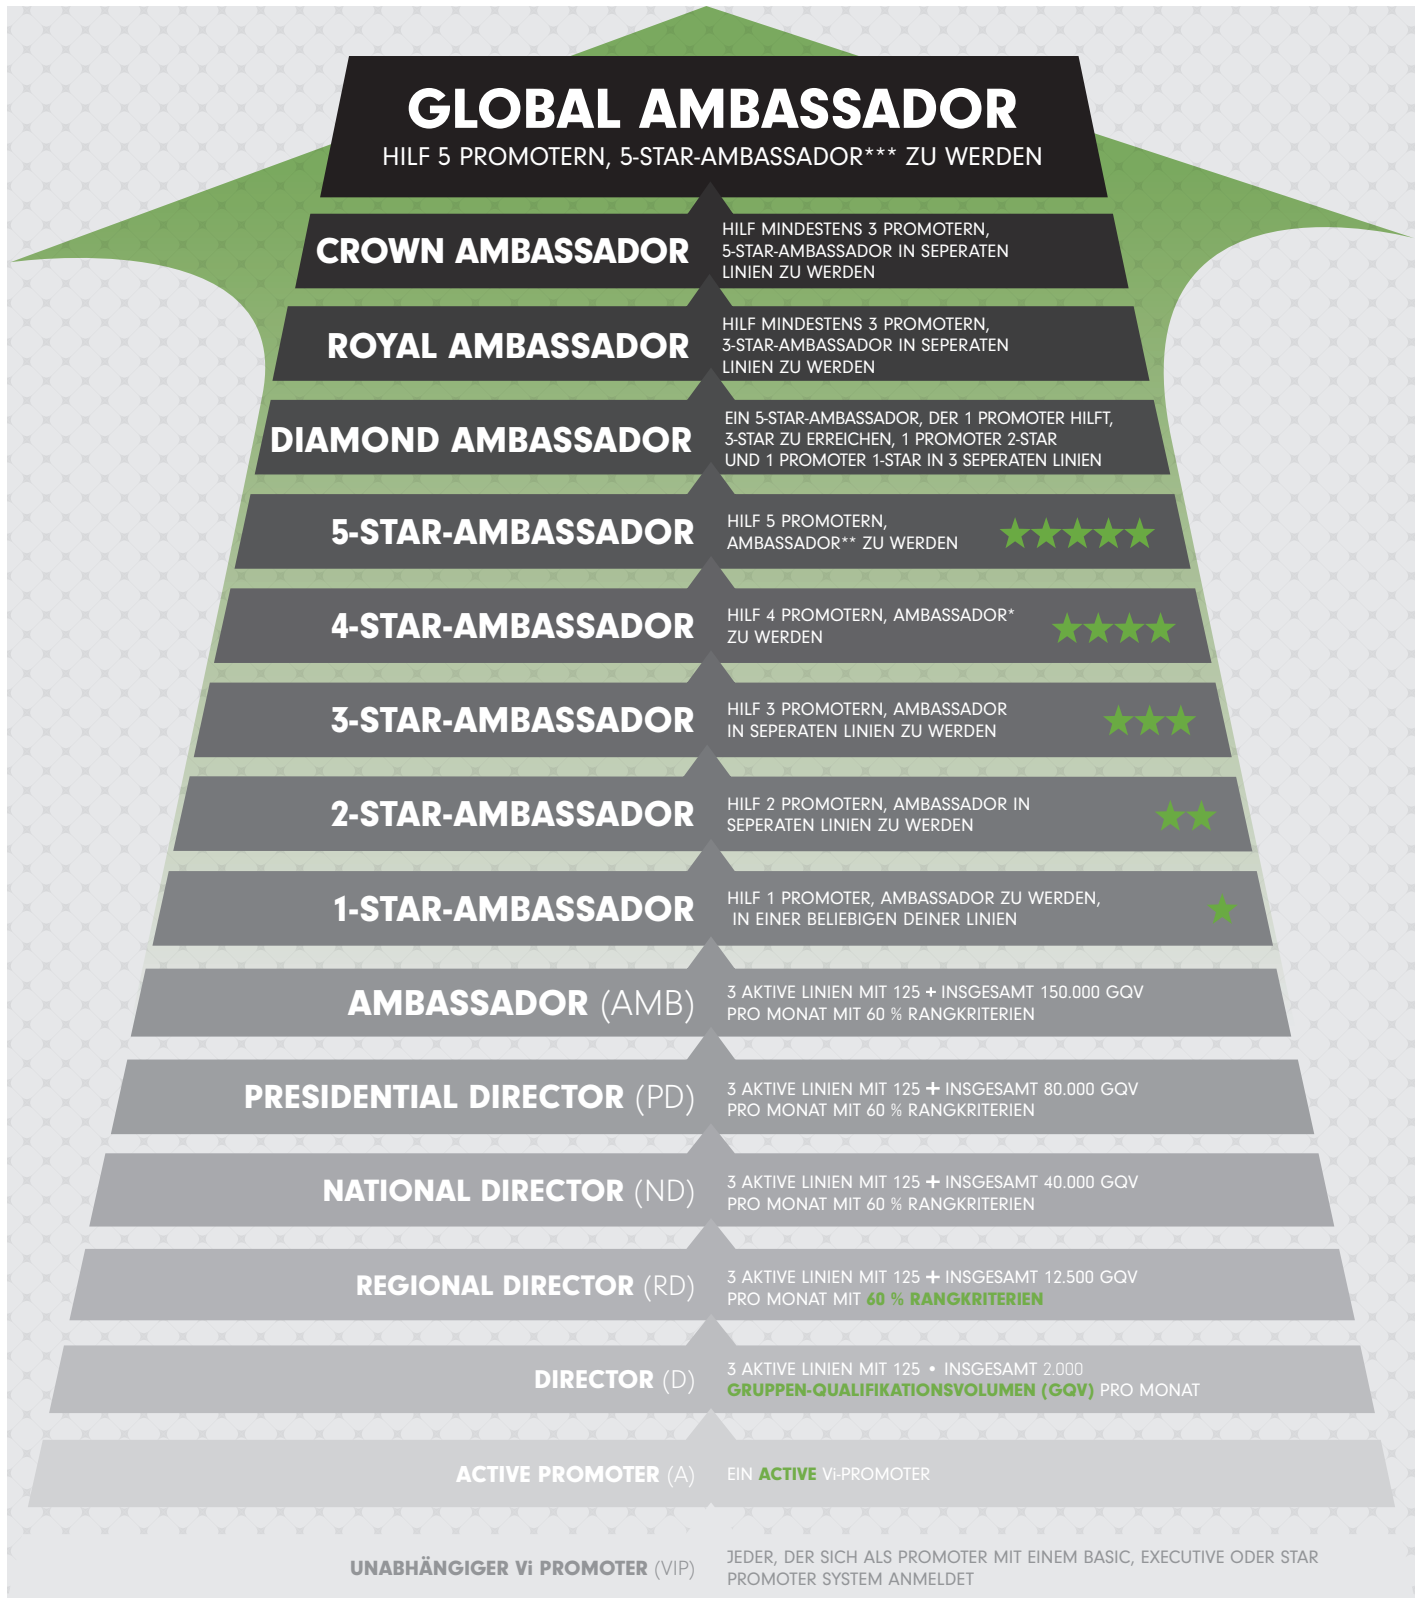 GLOBAL AMBASSADOR
HILF 5 PROMOTERN, 5-STAR-AMBASSADOR*** ZU WERDEN
CROWN AMBASSADOR
HILF MINDESTENS 3 PROMOTERN,
5-STAR-AMBASSADOR IN SEPERATEN
LINIEN ZU WERDEN
ROYAL AMBASSADOR
HILF MINDESTENS 3 PROMOTERN,
3-STAR-AMBASSADOR IN SEPERATEN
LINIEN ZU WERDEN
DIAMOND AMBASSADOR
EIN 5-STAR-AMBASSADOR, DER 1 PROMOTER HILFT,
3-STAR ZU ERREICHEN, 1 PROMOTER 2-STAR
UND 1 PROMOTER 1-STAR IN 3 SEPERATEN LINIEN
5-STAR-AMBASSADOR
HILF 5 PROMOTERN,
AMBASSADOR** ZU WERDEN
4-STAR-AMBASSADOR
HILF 4 PROMOTERN, AMBASSADOR*
ZU WERDEN
3-STAR-AMBASSADOR
HILF 3 PROMOTERN, AMBASSADOR
IN SEPERATEN LINIEN ZU WERDEN
2-STAR-AMBASSADOR
HILF 2 PROMOTERN, AMBASSADOR IN
SEPERATEN LINIEN ZU WERDEN
1-STAR-AMBASSADOR
HILF 1 PROMOTER, AMBASSADOR ZU WERDEN,
IN EINER BELIEBIGEN DEINER LINIEN
AMBASSADOR (AMB)
3 AKTIVE LINIEN MIT 125 + INSGESAMT 150.000 GQV
PRO MONAT MIT 60 % RANGKRITERIEN
PRESIDENTIAL DIRECTOR (PD)
3 AKTIVE LINIEN MIT 125 + INSGESAMT 80.000 GQV
PRO MONAT MIT 60 % RANGKRITERIEN
NATIONAL DIRECTOR (ND)
3 AKTIVE LINIEN MIT 125 + INSGESAMT 40.000 GQV
PRO MONAT MIT 60 % RANGKRITERIEN
REGIONAL DIRECTOR (RD)
3 AKTIVE LINIEN MIT 125 + INSGESAMT 12.500 GQV
PRO MONAT MIT 60 % RANGKRITERIEN
DIRECTOR (D)
3 AKTIVE LINIEN MIT 125 • INSGESAMT 2.000
GRUPPEN-QUALIFIKATIONSVOLUMEN (GQV) PRO MONAT
ACTIVE PROMOTER (A)
EIN ACTIVE Vi-PROMOTER
UNABHÄNGIGER Vi PROMOTER (VIP)
JEDER, DER SICH ALS PROMOTER MIT EINEM BASIC, EXECUTIVE ODER STAR
PROMOTER SYSTEM ANMELDET